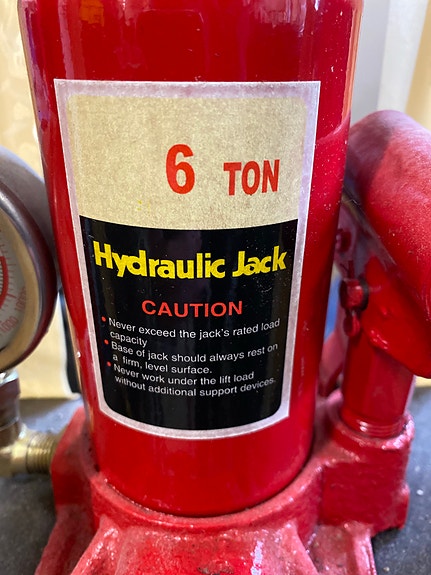 6 TON
Hydraulic Jack
CAUTION
• Never exceed the jack's rated load
capacity
• Base of jack should always rest on
a firm, level surface.
• Never work under the lift load
without additional support devices.